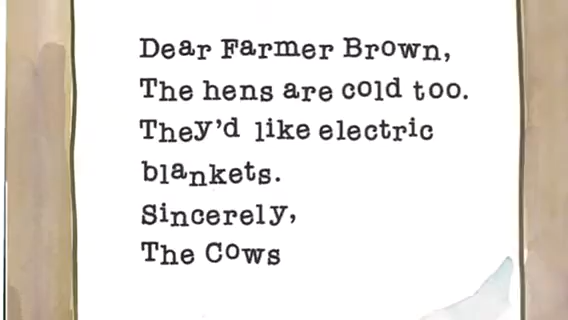 Dear Farmer Brown,
The hens are cold too.
They'd like electric
blankets.
Sincerely,
The Cows